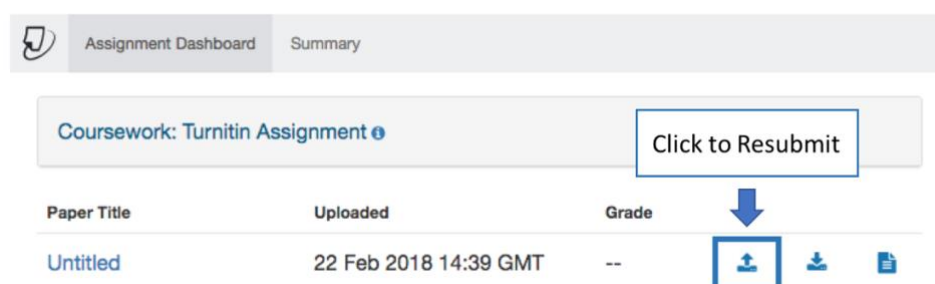 Assignment Dashboard Summary
Coursework: Turnitin Assignment
Click to Resubmit
Paper Title Uploaded Grade
Untitled 22 Feb 2018 14:39 GMT --